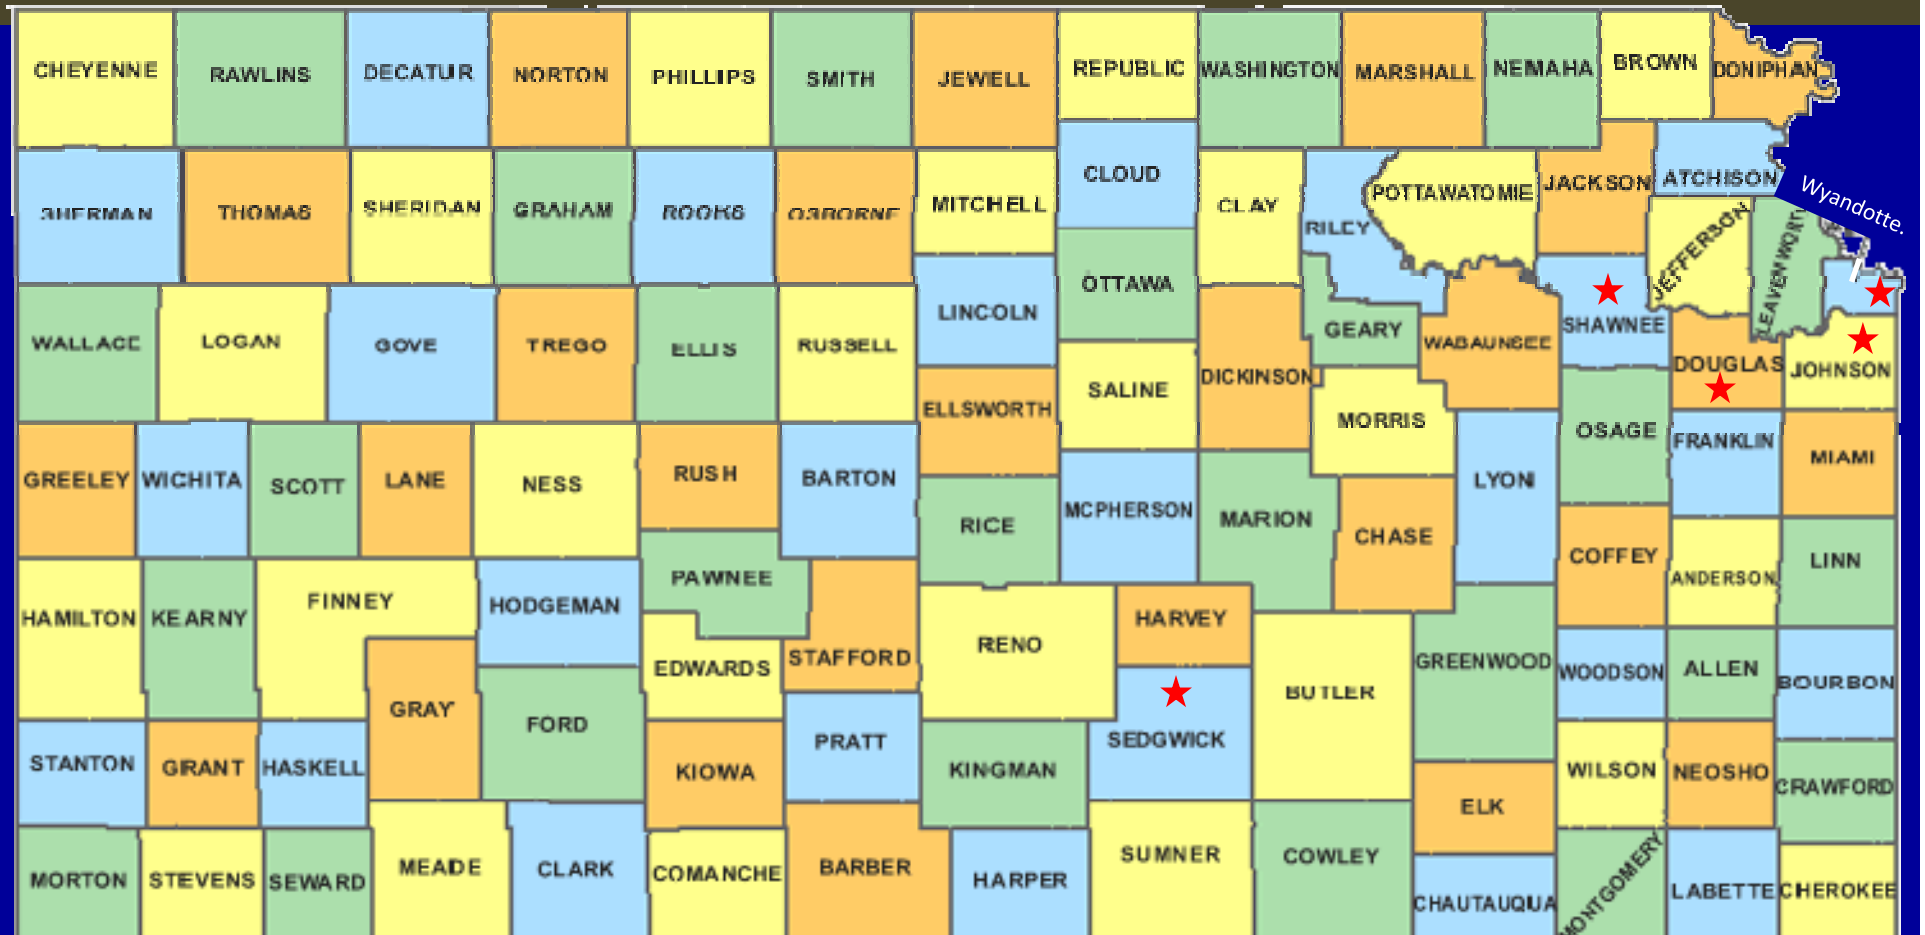 CHEYENNE
RAWLINS
DECATUR
NORTON
PHILLIPS
SMITH
JEWELL
REPUBLIC
WASHINGTON
MARSHALL
NEMAHA
BROWN
DONIPHAN
SHERMAN
THOMAS
SHERIDAN
GRAHAM
ROOKS
OSBORNE
MITCHELL
CLOUD
CLAY
RILEY
POTTAWATOMIE
JACKSON
ATCHISON
Wyandotte.
JEFFERSON
LEAVENWORT
WALLACE
LOGAN
GOVE
TREGO
ELLIS
RUSSELL
LINCOLN
OTTAWA
GEARY
WABAUNSEE
SHAWNEE
DOUGLAS
JOHNSON
ELLSWORTH
SALINE
DICKINSON
MORRIS
OSAGE
FRANKLIN
MIAMI
GREELEY
WICHITA
SCOTT
LANE
NESS
RUSH
BARTON
RICE
MCPHERSON
MARION
CHASE
LYON
COFFEY
ANDERSON
LINN
HAMILTON
KEARNY
FINNEY
HODGEMAN
PAWNEE
STAFFORD
EDWARDS
RENO
HARVEY
BUTLER
GREENWOOD
WOODSON
ALLEN
BOURBON
GRAY
FORD
STANTON
GRANT
HASKELL
KIOWA
PRATT
KINGMAN
SEDGWICK
ELK
WILSON
NEOSHO
CRAWFORD
MORTON
STEVENS
SEWARD
MEADE
CLARK
COMANCHE
BARBER
HARPER
SUMNER
COWLEY
CHAUTAUQUA
MONTGOMERY
LABETTE
CHEROKEE